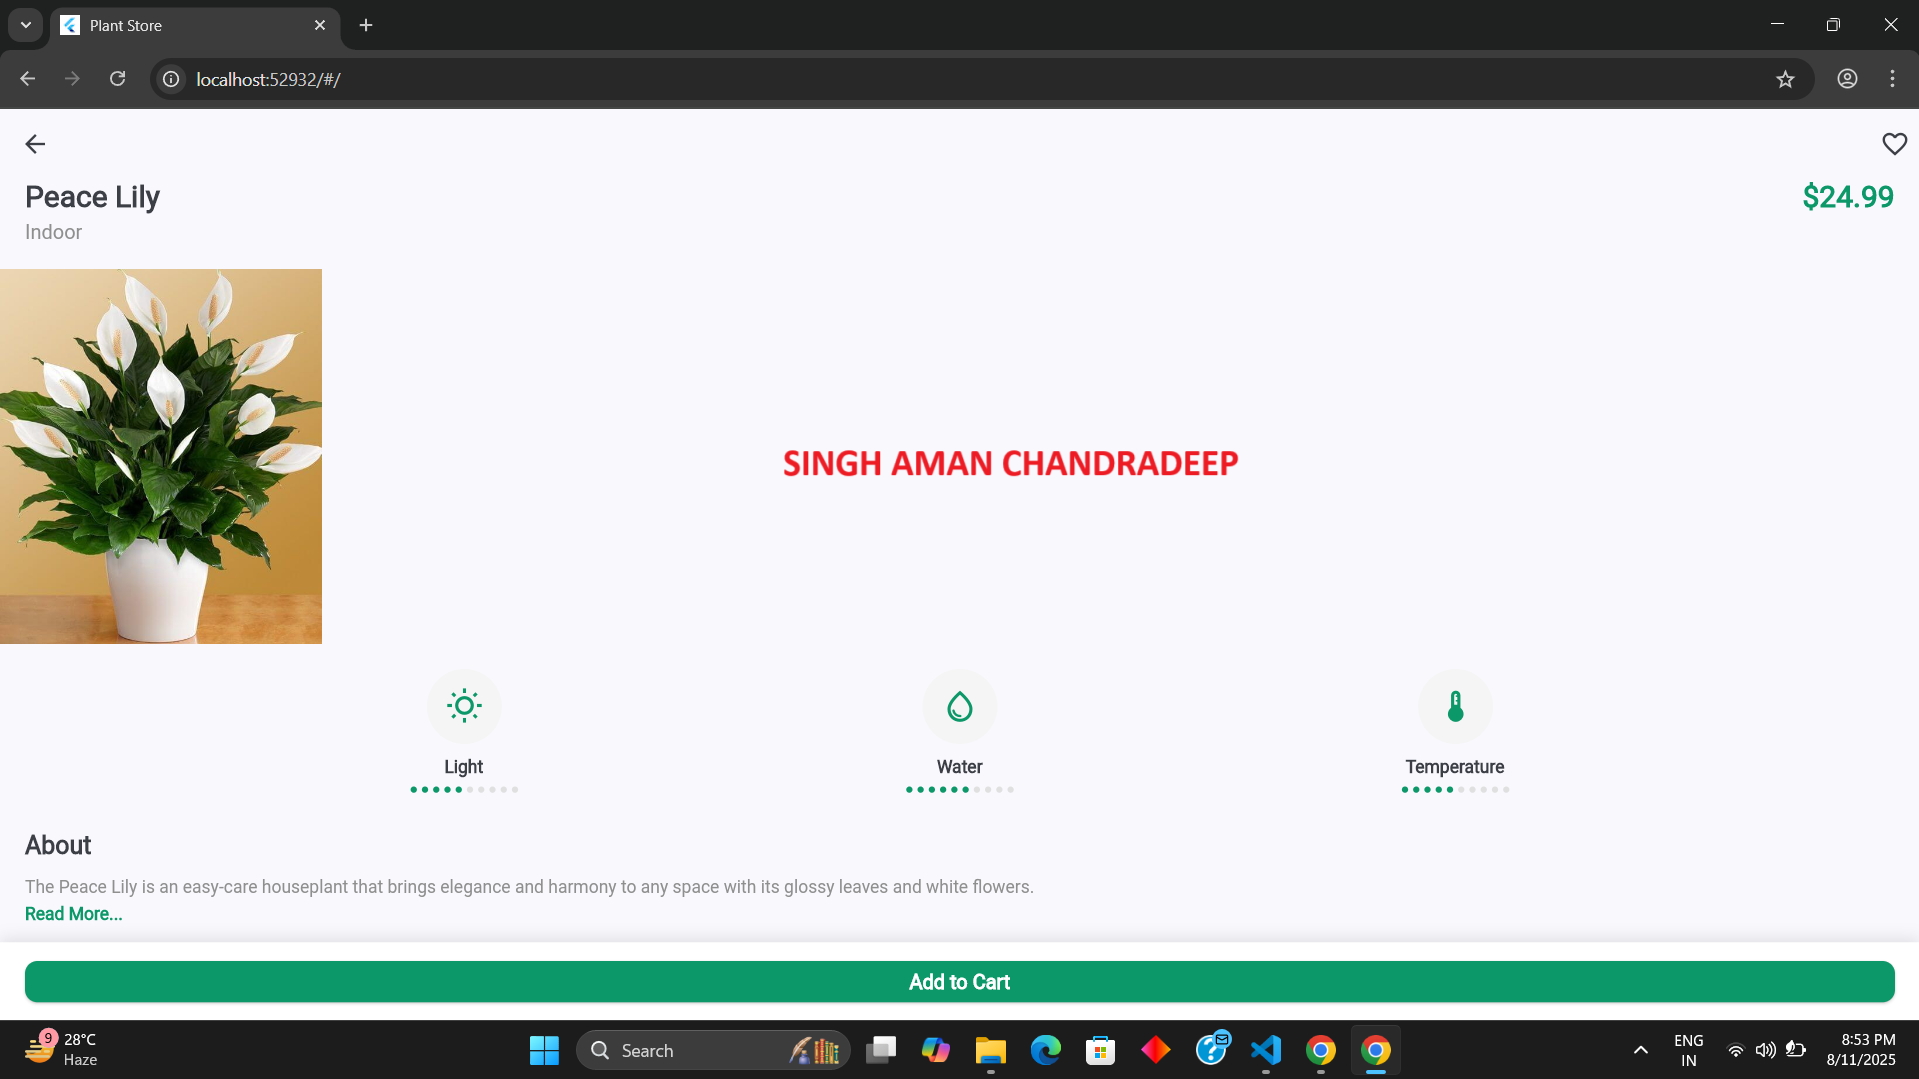 Plant Store
localhost:52932/#/
Peace Lily
$24.99
Indoor
SINGH AMAN CHANDRADEEP
Light
Water
Temperature
About
The Peace Lily is an easy-care houseplant that brings elegance and harmony to any space with its glossy leaves and white flowers.
Read More...
Add to Cart
9
28°C
Haze
Search
ENG
IN
8:53 PM
8/11/2025